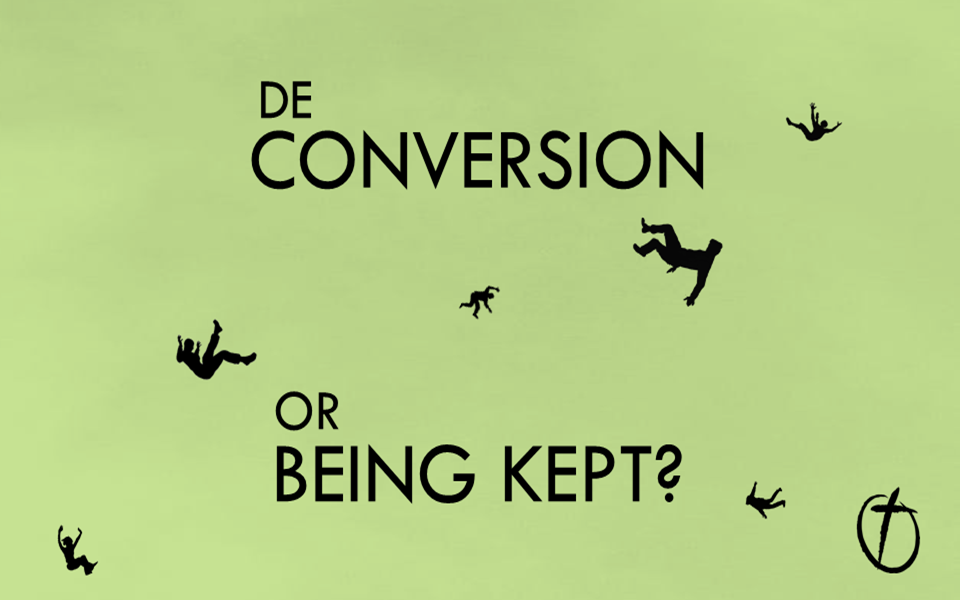 DE
CONVERSION
OR
BEING KEPT?